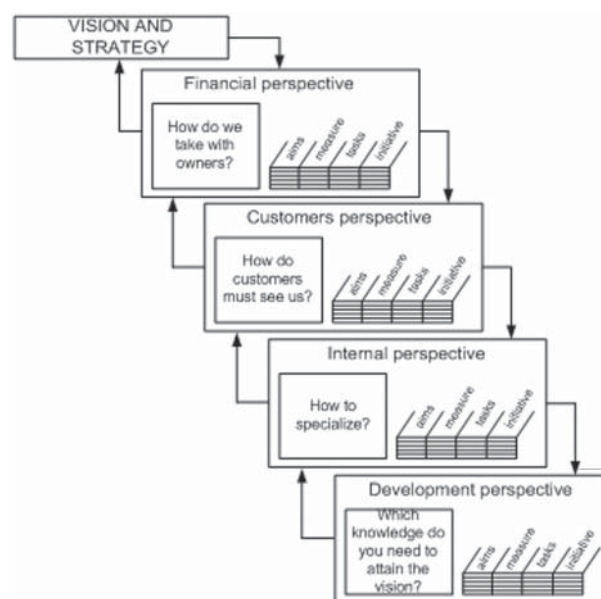 VISION AND
STRATEGY
Financial perspective
How do we
take with
owners?
aims
measure
tasks
initiative
Customers perspective
How do
customers
must see us?
aims
measure
tasks
initiative
Internal perspective
How to
specialize?
aims
measure
tasks
initiative
Development perspective
Which
knowledge do
you need to
attain the
vision?
aims
measure
tasks
initiative